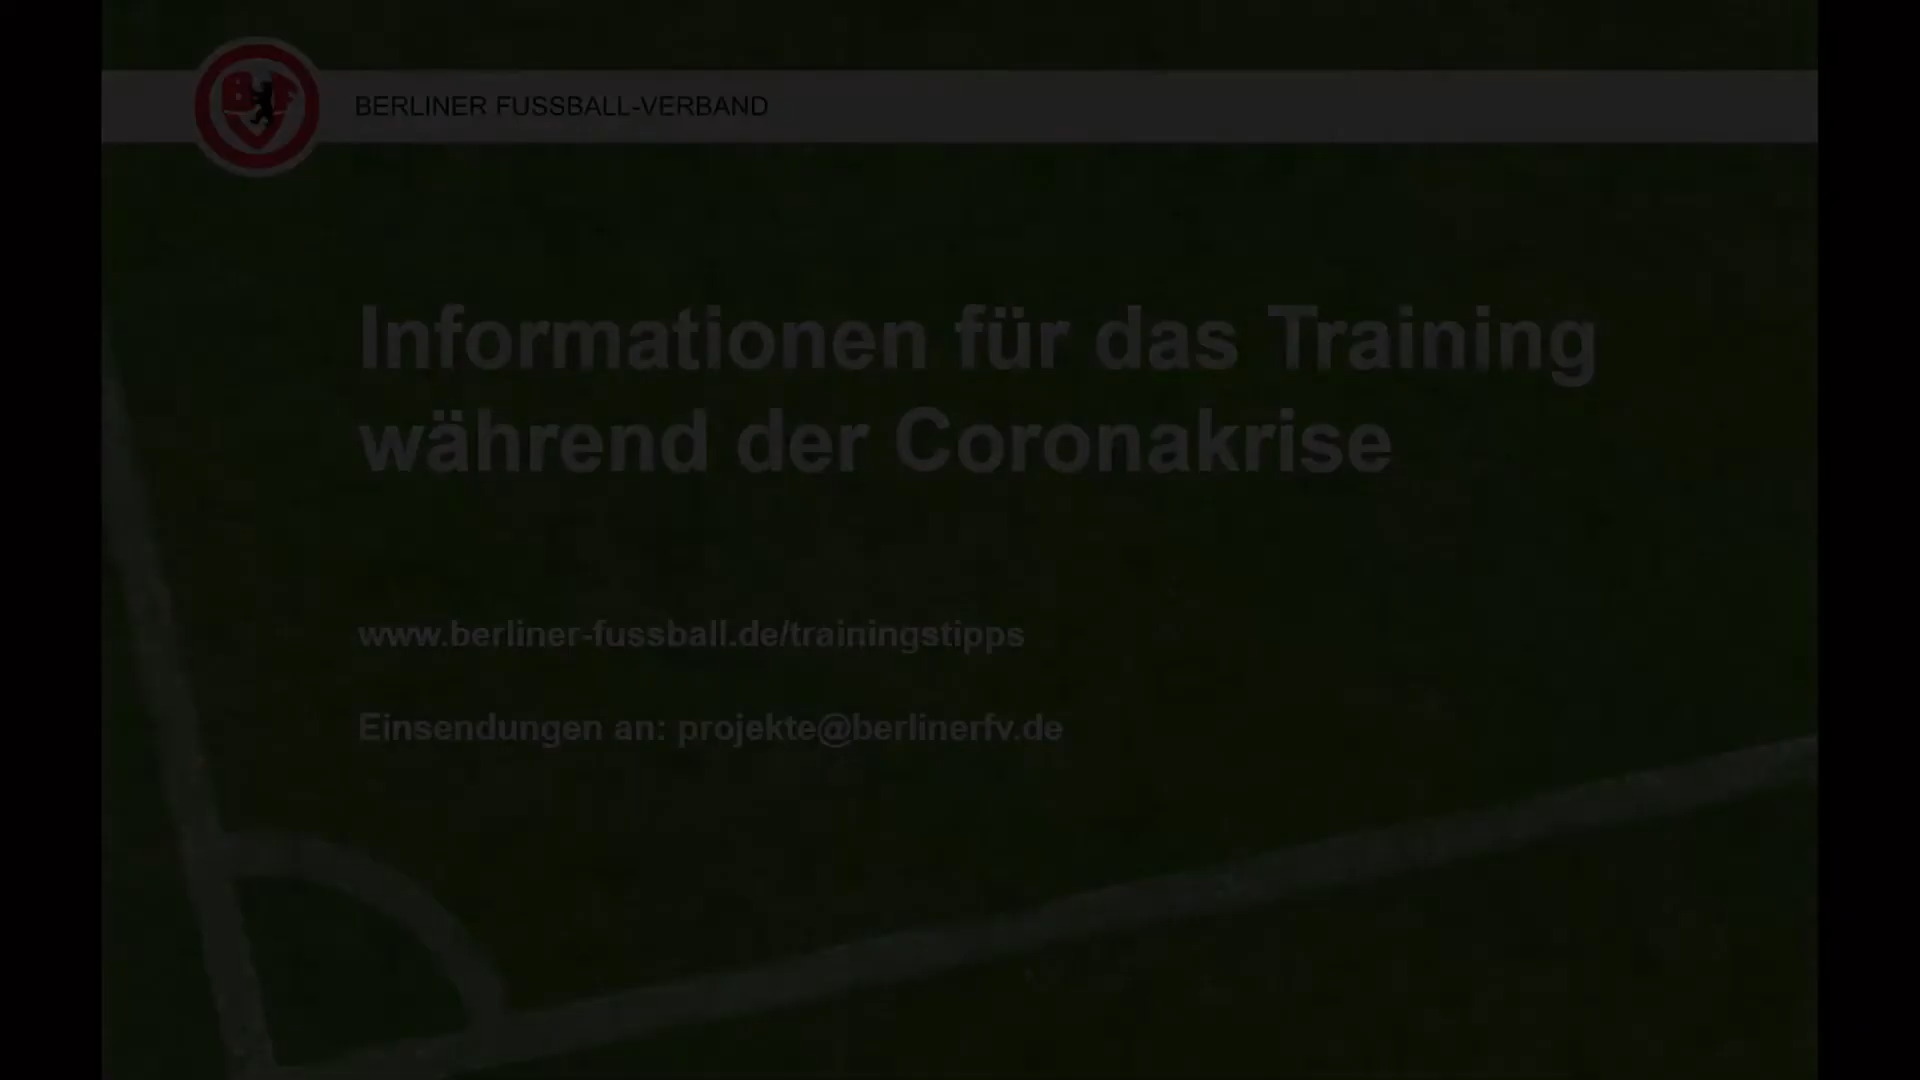 BFV
BERLINER FUSSBALL-VERBAND
Informationen für das Training
während der Coronakrise
www.berliner-fussball.de/trainingstipps
Einsendungen an: projekte@berlinerfv.de